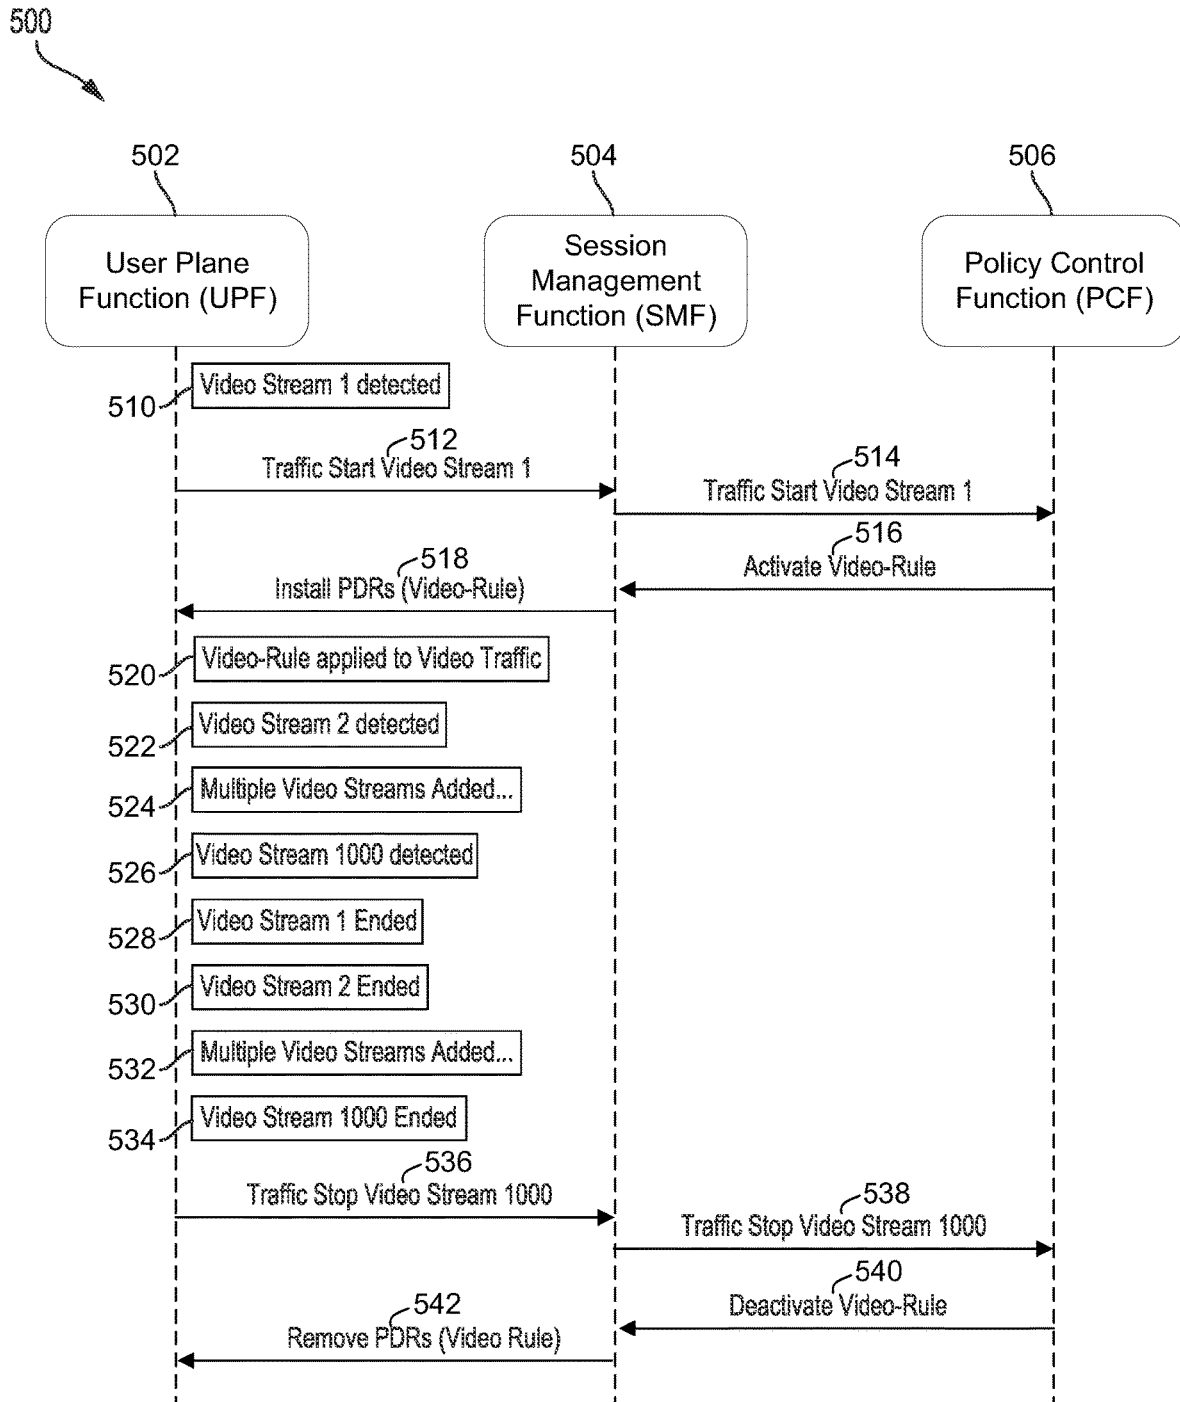 500
502
504
506
User Plane
Function (UPF)
Session
Management
Function (SMF)
Policy Control
Function (PCF)
Video Stream 1 detected
510
512
Traffic Start Video Stream 1
514
Traffic Start Video Stream 1
516
Activate Video-Rule
518
Install PDRs (Video-Rule)
Video-Rule applied to Video Traffic
520
Video Stream 2 detected
522
Multiple Video Streams Added...
524
Video Stream 1000 detected
526
Video Stream 1 Ended
528
Video Stream 2 Ended
530
Multiple Video Streams Added...
532
Video Stream 1000 Ended
534
536
Traffic Stop Video Stream 1000
538
Traffic Stop Video Stream 1000
540
Deactivate Video-Rule
542
Remove PDRs (Video Rule)